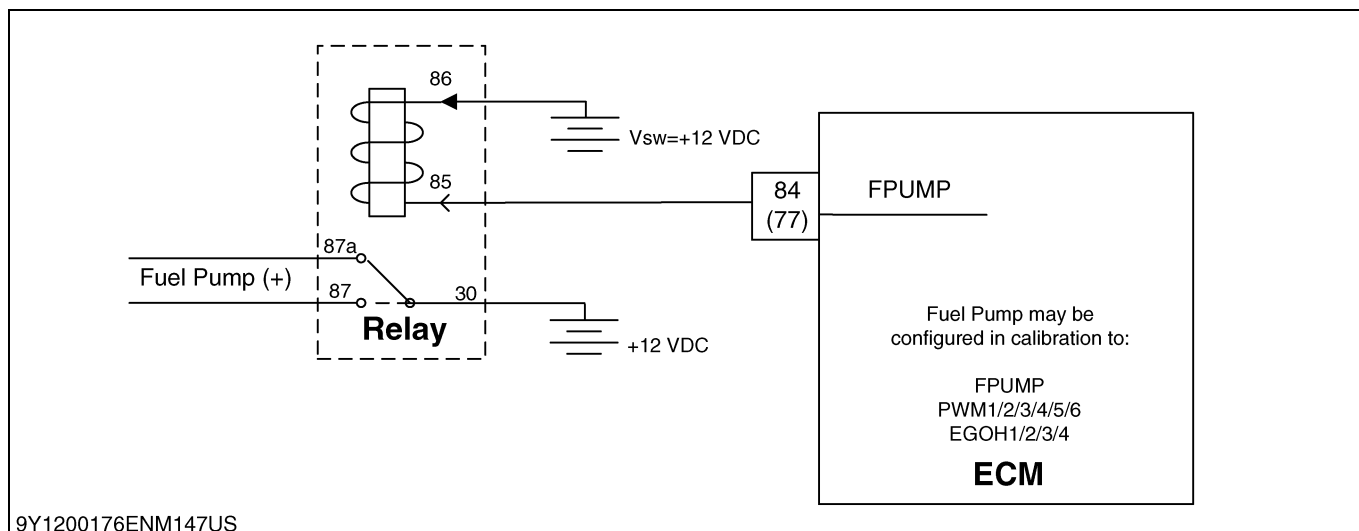 86
Vsw=+12 VDC
85
84
(77)
FPUMP
87a
Fuel Pump (+)
87
30
Relay
+12 VDC
Fuel Pump may be
configured in calibration to:
FPUMP
PWM1/2/3/4/5/6
EGOH1/2/3/4
ECM
9Y1200176ENM147US